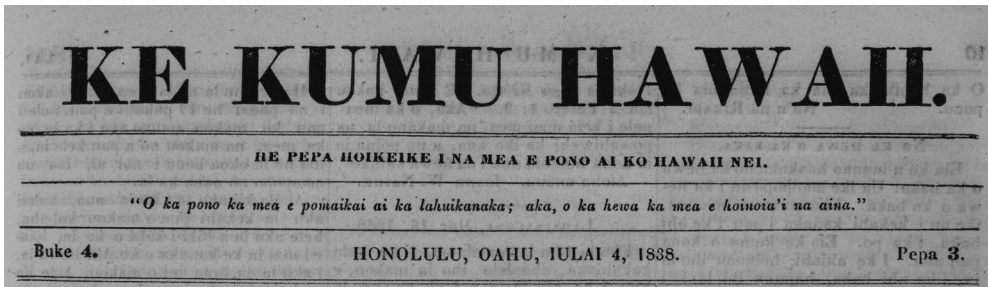 KE KUMU HAWAII.
HE PEPA HOIKEIKE I NA MEA E PONO AI KO HAWAII NEI.
"O ka pono ka mea e pomaikai ai ka lahuikanaka; aka, o ka hewa ka mea e hoinoia'i na aina."
Buke 4. HONOLULU, OAHU, IULAI 4, 1838. Pepa 3.